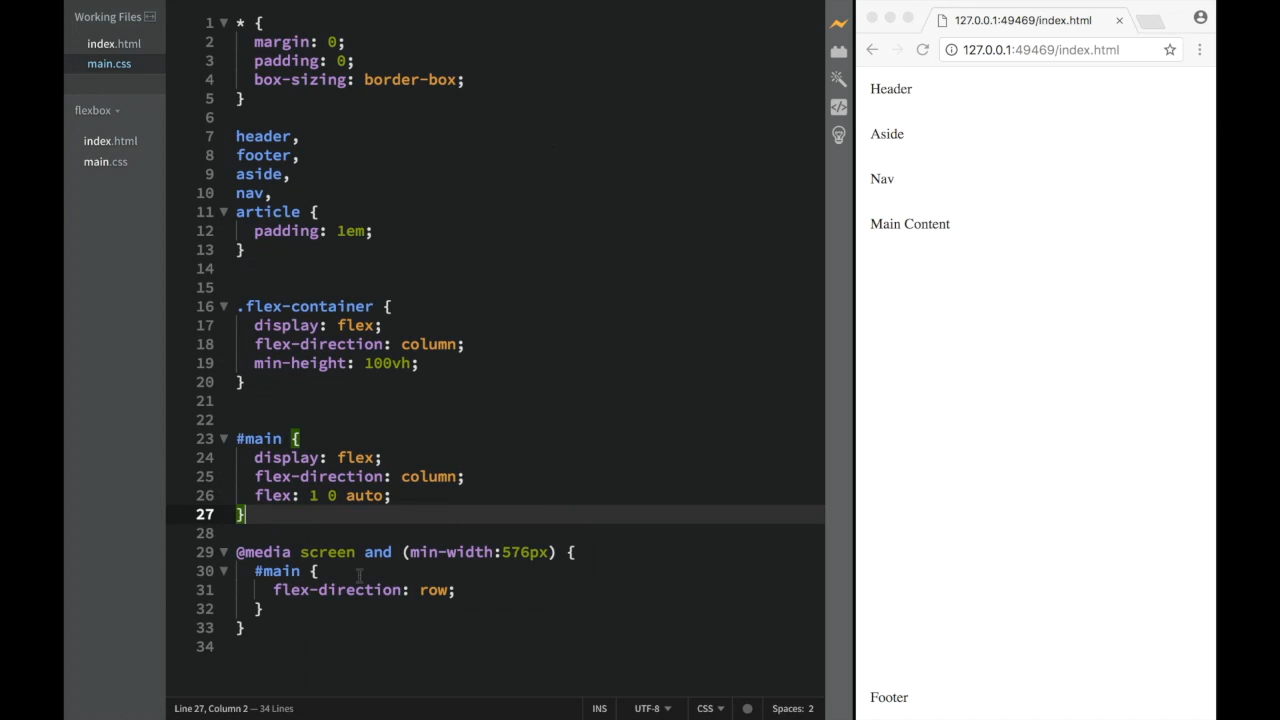 Working Files
index.html
main.css
flexbox
index.html
main.css
1 * {
2 margin: 0;
3 padding: 0;
4 box-sizing: border-box;
5 }
6
7 header,
8 footer,
9 aside,
10 nav,
11 article {
12 padding: 1em;
13 }
14
15
16 .flex-container {
17 display: flex;
18 flex-direction: column;
19 min-height: 100vh;
20 }
21
22
23 #main {
24 display: flex;
25 flex-direction: column;
26 flex: 1 0 auto;
27 }
28
29 @media screen and (min-width:576px) {
30 #main {
31 flex-direction: row;
32 }
33 }
34
Line 27, Column 2 — 34 Lines
INS
UTF-8
CSS
Spaces: 2
127.0.0.1:49469/index.html
127.0.0.1:49469/index.html
Header
Aside
Nav
Main Content
Footer